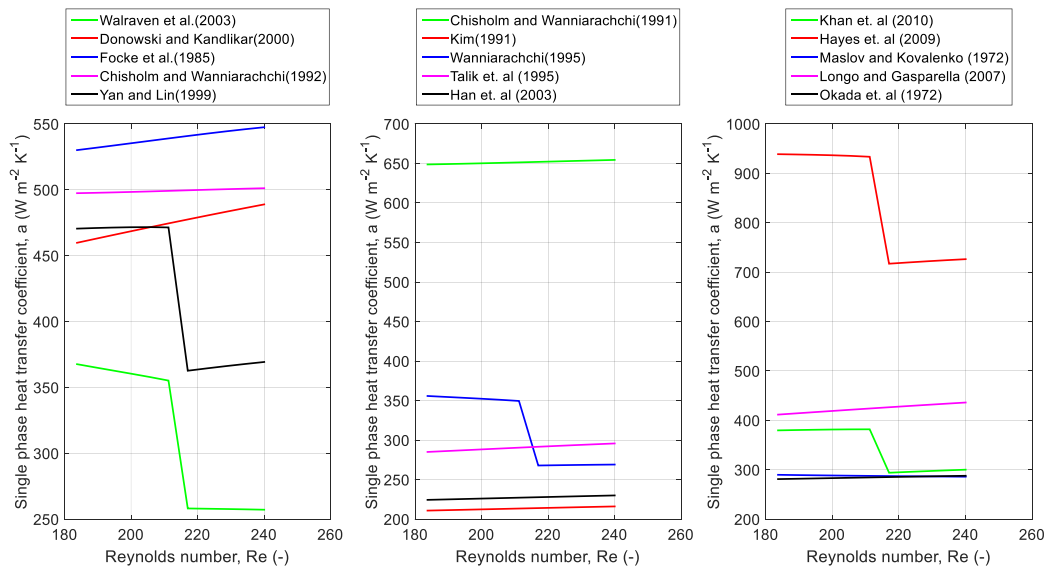 Walraven et al.(2003)
Donowski and Kandlikar(2000)
Focke et al.(1985)
Chisholm and Wanniarachchi(1992)
Yan and Lin(1999)
550
500
450
400
350
300
250
180
200
220
240
260
Single phase heat transfer coefficient, a (W m-2 K-1)
Reynolds number, Re (-)
Chisholm and Wanniarachchi(1991)
Kim(1991)
Wanniarachchi(1995)
Talik et. al (1995)
Han et. al (2003)
700
650
600
550
500
450
400
350
300
250
200
180
200
220
240
260
Single phase heat transfer coefficient, a (W m-2 K-1)
Reynolds number, Re (-)
Khan et. al (2010)
Hayes et. al (2009)
Maslov and Kovalenko (1972)
Longo and Gasparella (2007)
Okada et. al (1972)
1000
900
800
700
600
500
400
300
200
180
200
220
240
260
Single phase heat transfer coefficient, a (W m-2 K-1)
Reynolds number, Re (-)